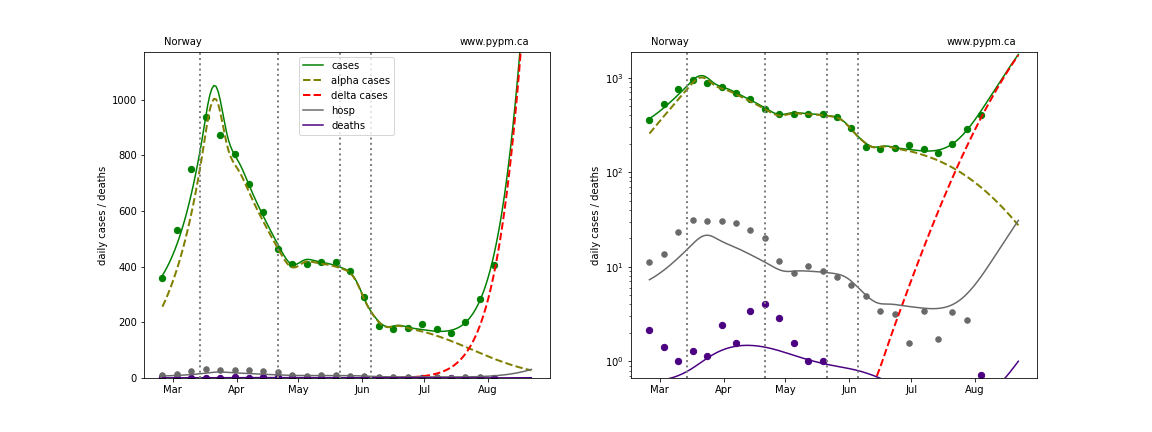 Norway www.pypm.ca
daily cases / deaths
1000
800
600
400
200
0
Mar Apr May Jun Jul Aug
cases
alpha cases
delta cases
hosp
deaths
Norway www.pypm.ca
daily cases / deaths
10³
10²
10¹
10⁰
Mar Apr May Jun Jul Aug